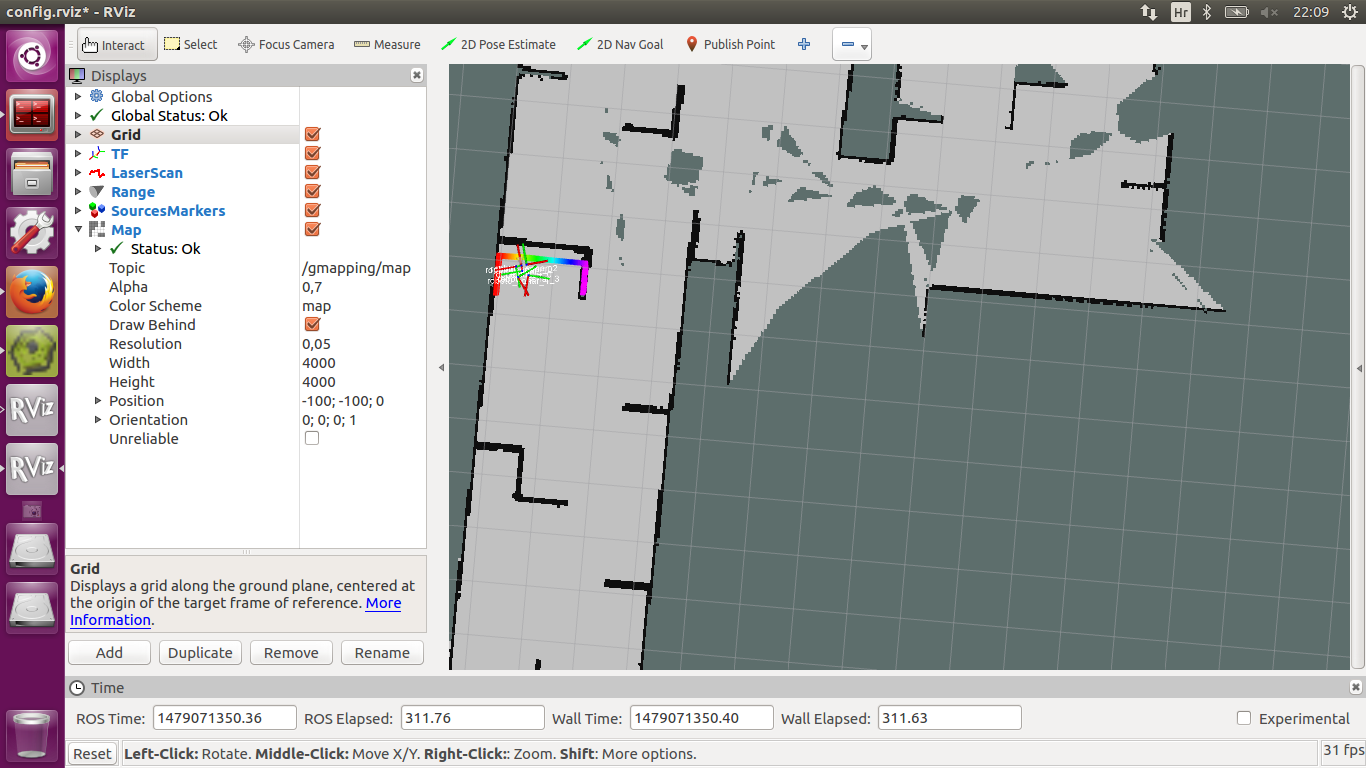 config.rviz* - RViz
Hr
22:09
Interact
Select
Focus Camera
Measure
2D Pose Estimate
2D Nav Goal
Publish Point
Displays
Global Options
Global Status: Ok
Grid
TF
LaserScan
Range
SourcesMarkers
Map
Status: Ok
Topic /gmapping/map
Alpha 0,7
Color Scheme map
Draw Behind
Resolution 0,05
Width 4000
Height 4000
Position -100; -100; 0
Orientation 0; 0; 0; 1
Unreliable
RViz
RViz
Grid
Displays a grid along the ground plane, centered at
the origin of the target frame of reference. More
Information.
Add
Duplicate
Remove
Rename
Time
ROS Time: 1479071350.36 ROS Elapsed: 311.76 Wall Time: 1479071350.40 Wall Elapsed: 311.63 Experimental
Reset
Left-Click: Rotate. Middle-Click: Move X/Y. Right-Click:: Zoom. Shift: More options.
31 fps